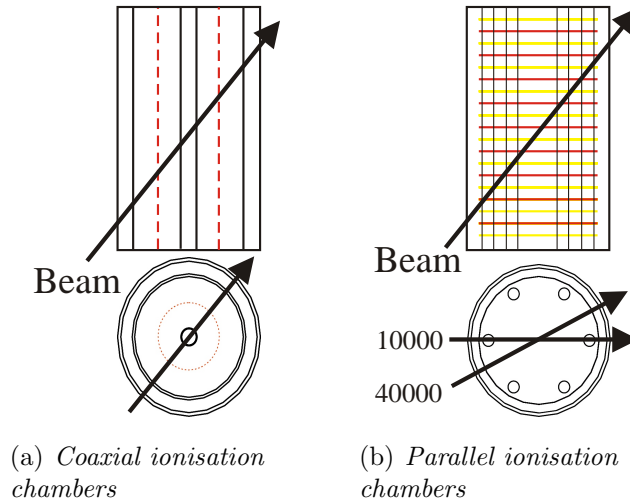 Beam
Beam
10000
40000
(a) Coaxial ionisation
chambers
(b) Parallel ionisation
chambers